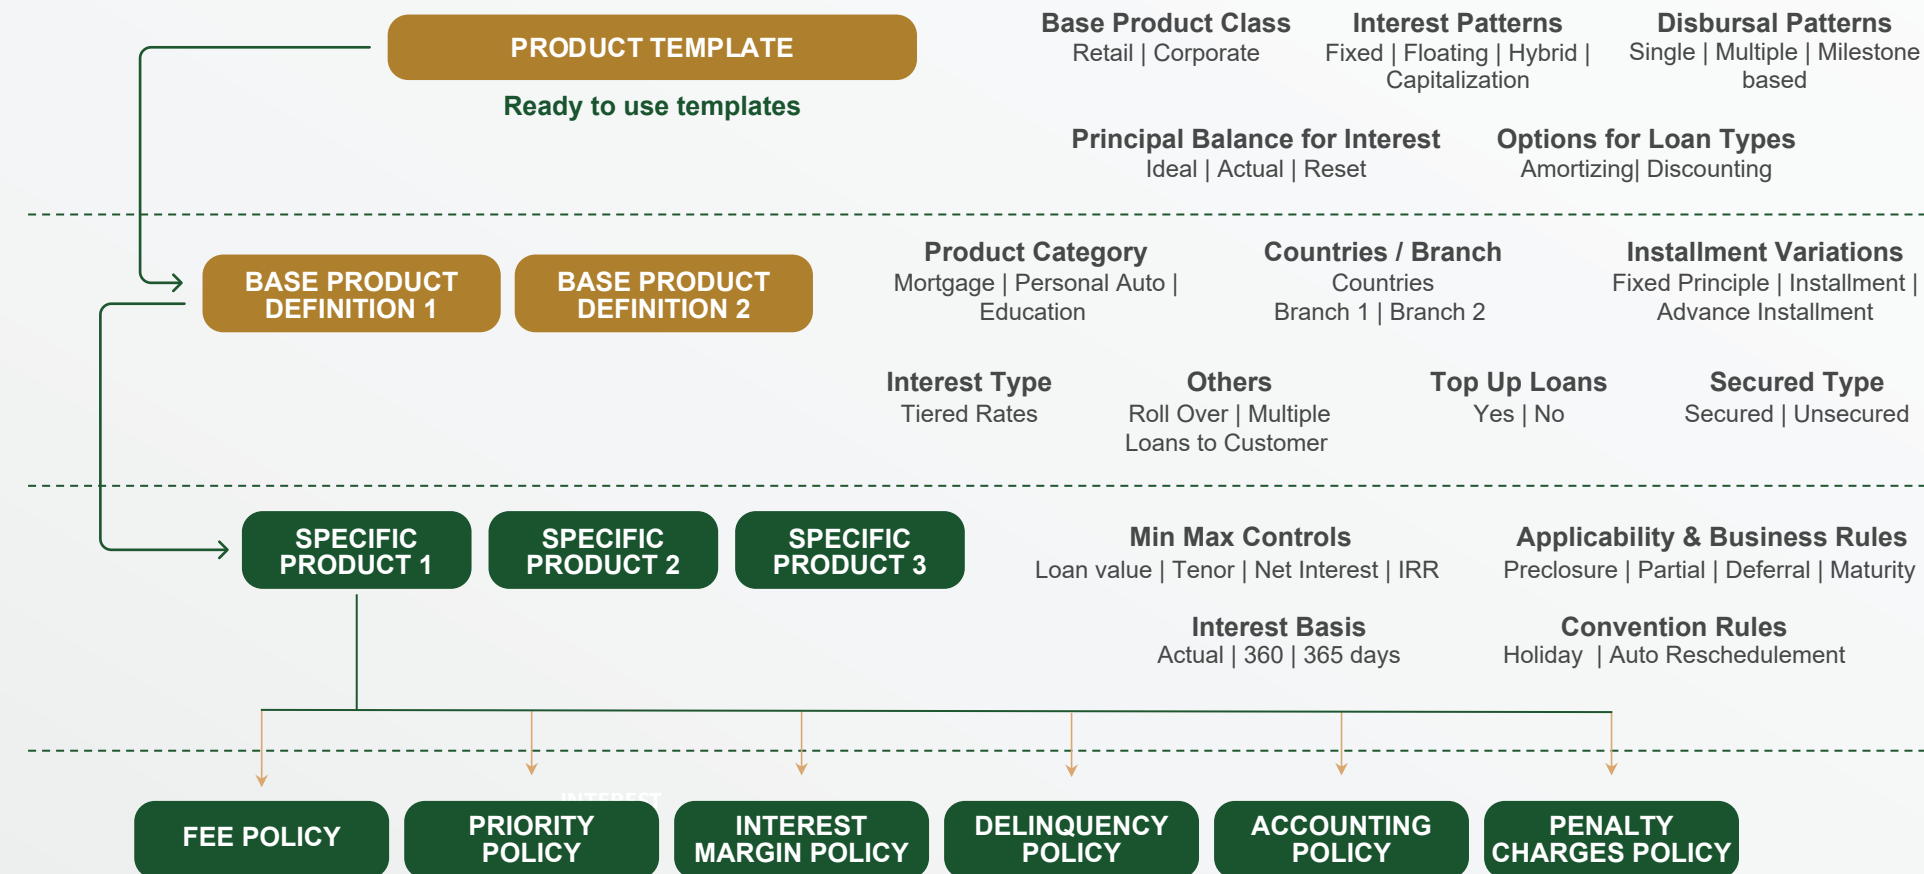 PRODUCT TEMPLATE
Ready to use templates
Base Product Class
Retail | Corporate
Interest Patterns
Fixed | Floating | Hybrid |
Capitalization
Disbursal Patterns
Single | Multiple | Milestone
based
Principal Balance for Interest
Ideal | Actual | Reset
Options for Loan Types
Amortizing| Discounting
BASE PRODUCT
DEFINITION 1
BASE PRODUCT
DEFINITION 2
Product Category
Mortgage | Personal Auto |
Education
Countries / Branch
Countries
Branch 1 | Branch 2
Installment Variations
Fixed Principle | Installment |
Advance Installment
Interest Type
Tiered Rates
Others
Roll Over | Multiple
Loans to Customer
Top Up Loans
Yes | No
Secured Type
Secured | Unsecured
SPECIFIC
PRODUCT 1
SPECIFIC
PRODUCT 2
SPECIFIC
PRODUCT 3
Min Max Controls
Loan value | Tenor | Net Interest | IRR
Applicability & Business Rules
Preclosure | Partial | Deferral | Maturity
Interest Basis
Actual | 360 | 365 days
Convention Rules
Holiday  | Auto Reschedulement
INTEREST
FEE POLICY
PRIORITY
POLICY
INTEREST
MARGIN POLICY
DELINQUENCY
POLICY
ACCOUNTING
POLICY
PENALTY
CHARGES POLICY